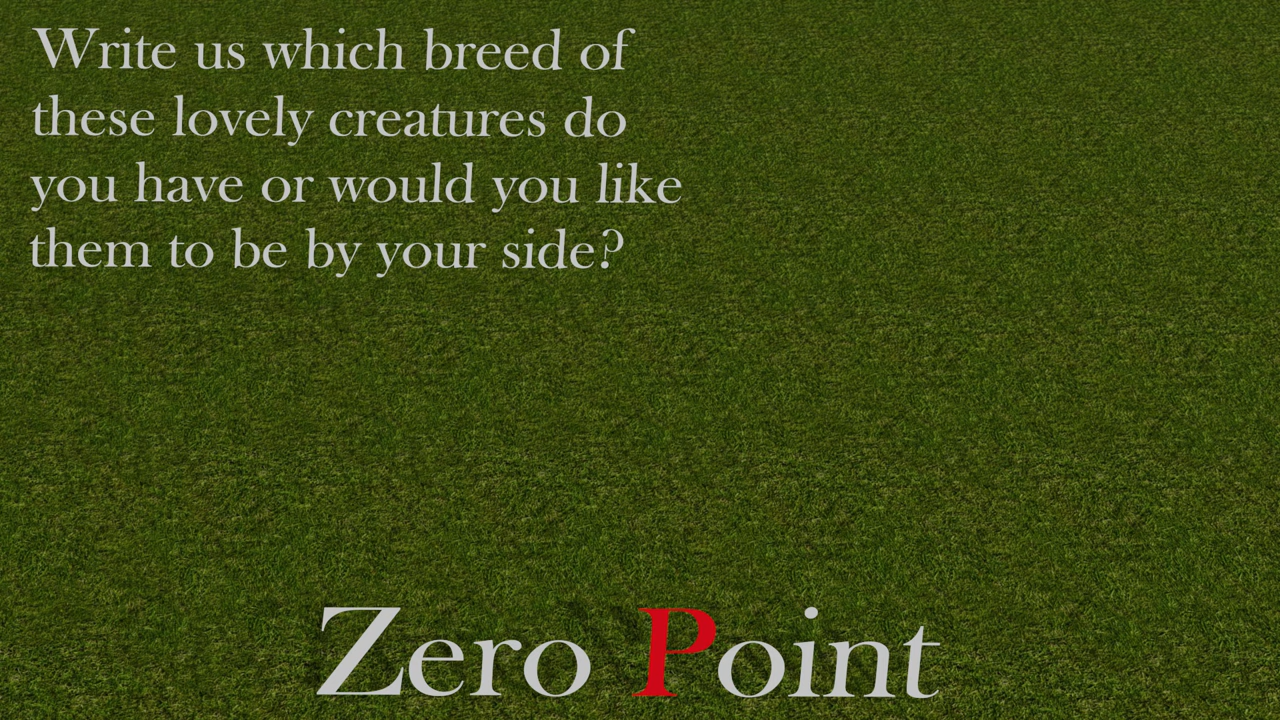 Write us which breed of
these lovely creatures do
you have or would you like
them to be by your side?
Zero Point